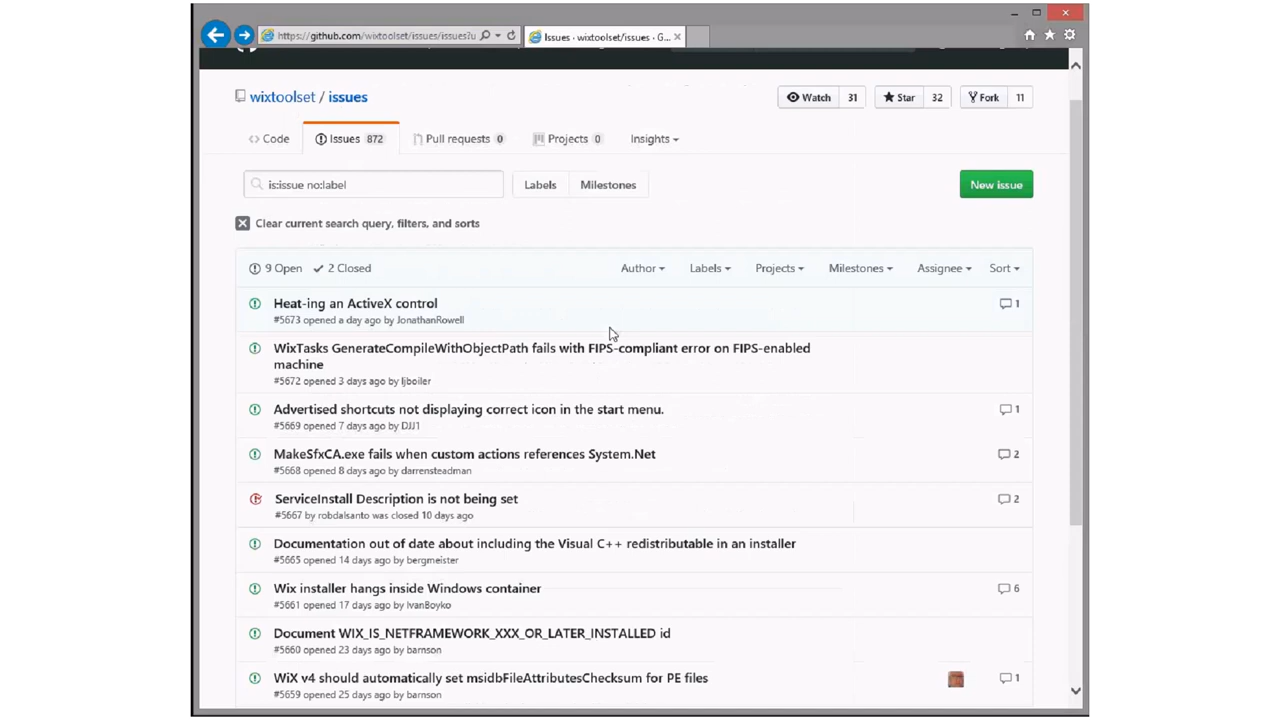 https://github.com/wixtoolset/issues/issues?u
Issues · wixtoolset/issues · G...
wixtoolset / issues
Watch 31 Star 32 Fork 11
Code Issues 872 Pull requests 0 Projects 0 Insights
is:issue no:label Labels Milestones New issue
Clear current search query, filters, and sorts
9 Open 2 Closed Author Labels Projects Milestones Assignee Sort
Heat-ing an ActiveX control 1
#5673 opened a day ago by JonathanRowell
WixTasks GenerateCompileWithObjectPath fails with FIPS-compliant error on FIPS-enabled
machine
#5672 opened 3 days ago by ljboiler
Advertised shortcuts not displaying correct icon in the start menu. 1
#5669 opened 7 days ago by DJJ1
MakeSfxCA.exe fails when custom actions references System.Net 2
#5668 opened 8 days ago by darrensteadman
ServiceInstall Description is not being set 2
#5667 by robdalsanto was closed 10 days ago
Documentation out of date about including the Visual C++ redistributable in an installer
#5665 opened 14 days ago by bergmeister
Wix installer hangs inside Windows container 6
#5661 opened 17 days ago by IvanBoyko
Document WIX_IS_NETFRAMEWORK_XXX_OR_LATER_INSTALLED id
#5660 opened 23 days ago by barnson
WiX v4 should automatically set msidbFileAttributesChecksum for PE files 1
#5659 opened 25 days ago by barnson